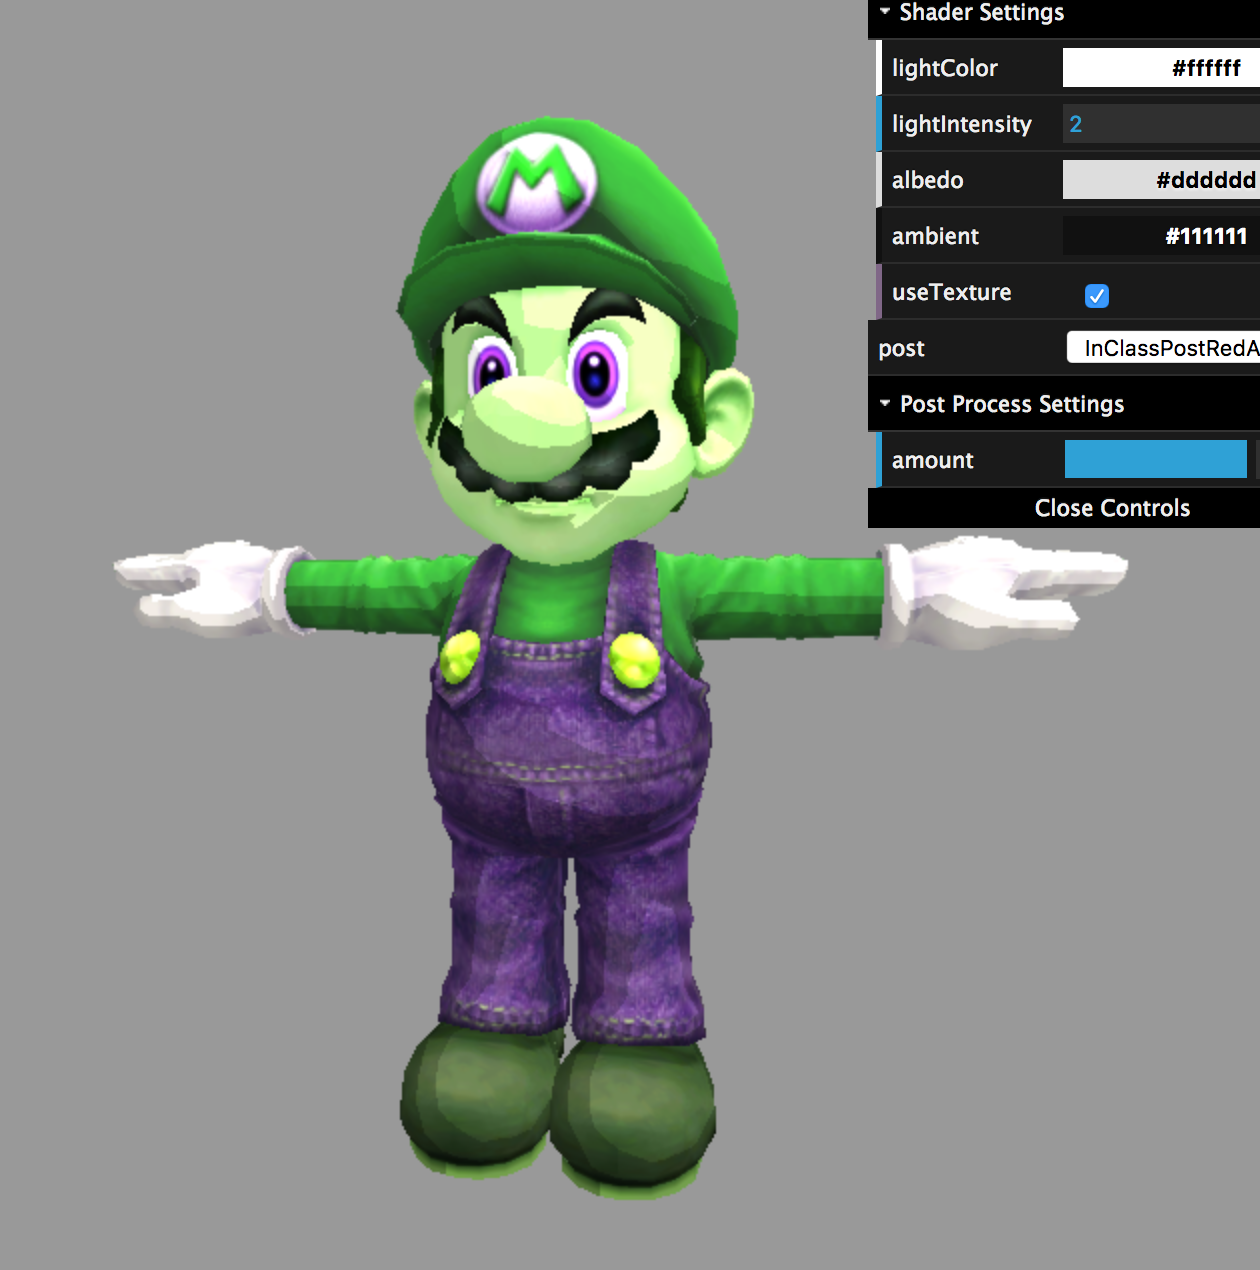 M
Shader Settings
lightColor #ffffff
lightIntensity 2
albedo #dddddd
ambient #111111
useTexture
post InClassPostRedA
Post Process Settings
amount
Close Controls